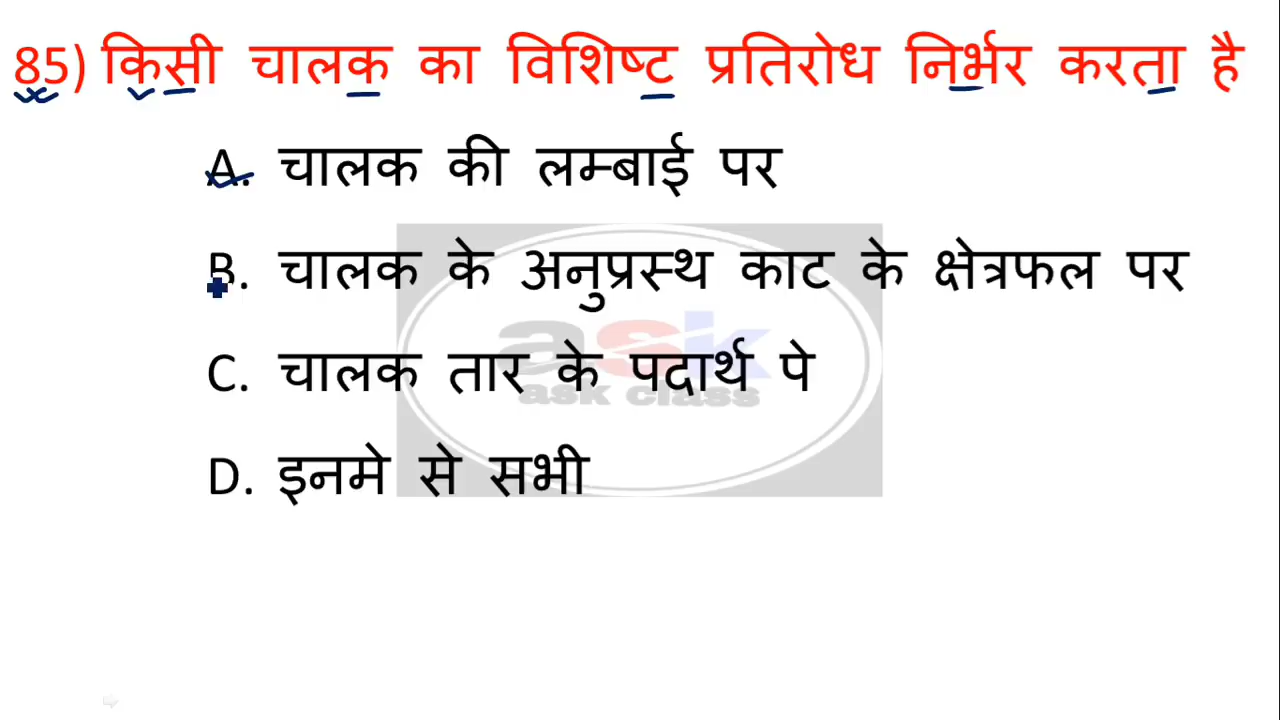 85) किसी चालक का विशिष्ट प्रतिरोध निर्भर करता है
A. चालक की लम्बाई पर
B. चालक के अनुप्रस्थ काट के क्षेत्रफल पर
ask
C. चालक तार के पदार्थ पे
ask class
D. इनमे से सभी